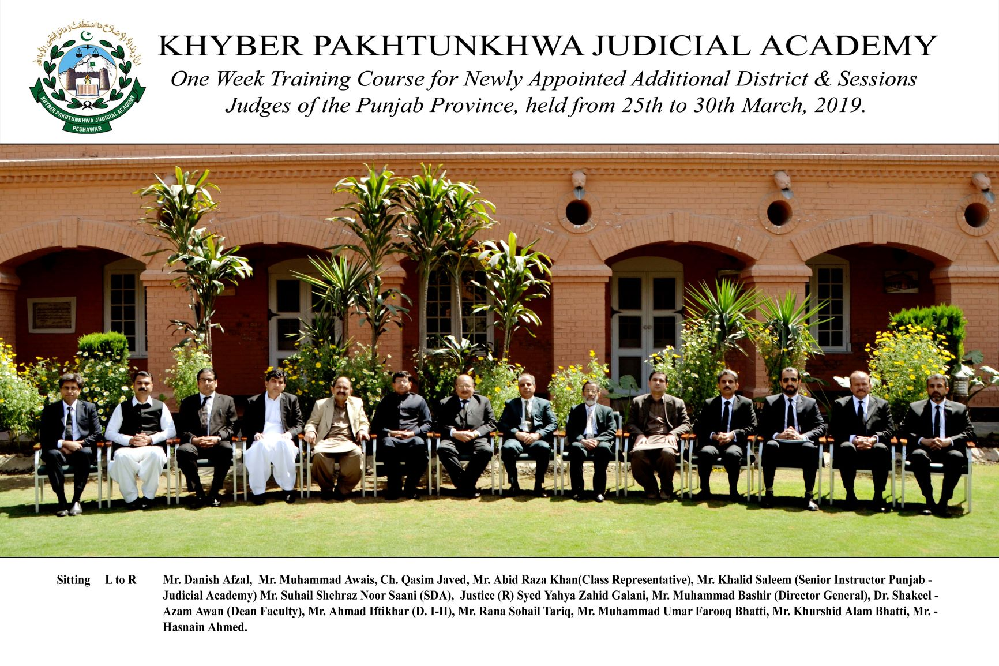 ان أريد إلا الإصلاح ما استطعت وما توفيقي إلا بالله
KHYBER PAKHTUNKHWA JUDICIAL ACADEMY
PESHAWAR
KHYBER PAKHTUNKHWA JUDICIAL ACADEMY
One Week Training Course for Newly Appointed Additional District & Sessions
Judges of the Punjab Province, held from 25th to 30th March, 2019.
Sitting L to R Mr. Danish Afzal, Mr. Muhammad Awais, Ch. Qasim Javed, Mr. Abid Raza Khan(Class Representative), Mr. Khalid Saleem (Senior Instructor Punjab -
Judicial Academy) Mr. Suhail Shehraz Noor Saani (SDA), Justice (R) Syed Yahya Zahid Galani, Mr. Muhammad Bashir (Director General), Dr. Shakeel -
Azam Awan (Dean Faculty), Mr. Ahmad Iftikhar (D. I-II), Mr. Rana Sohail Tariq, Mr. Muhammad Umar Farooq Bhatti, Mr. Khurshid Alam Bhatti, Mr. -
Hasnain Ahmed.